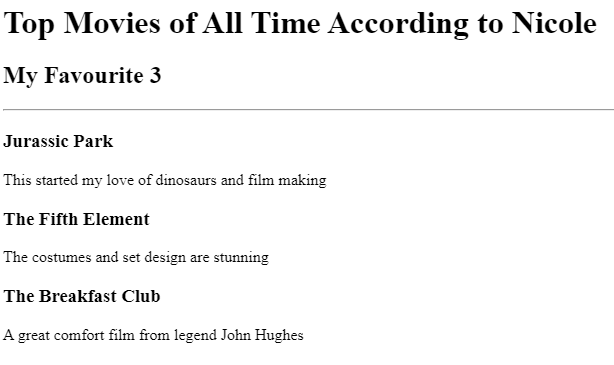 Top Movies of All Time According to Nicole
My Favourite 3
Jurassic Park
This started my love of dinosaurs and film making
The Fifth Element
The costumes and set design are stunning
The Breakfast Club
A great comfort film from legend John Hughes